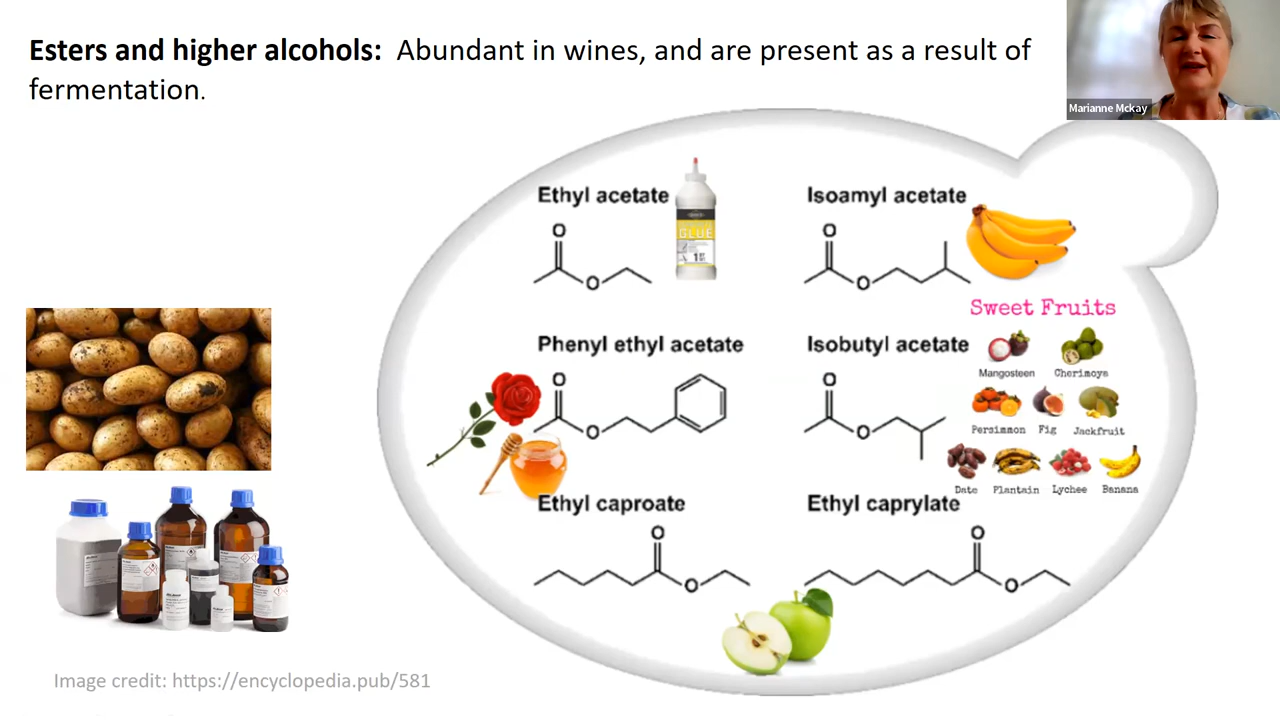 Esters and higher alcohols: Abundant in wines, and are present as a result of
fermentation.
Marianne Mckay
Ethyl acetate
GLUE
Isoamyl acetate
O
O
O
O
Sweet Fruits
Phenyl ethyl acetate
Isobutyl acetate
Mangosteen
Cherimoya
O
O
O
O
Persimmon
Fig
Jackfruit
Date
Plantain
Lychee
Banana
Ethyl caproate
Ethyl caprylate
O
O
O
O
Image credit: https://encyclopedia.pub/581